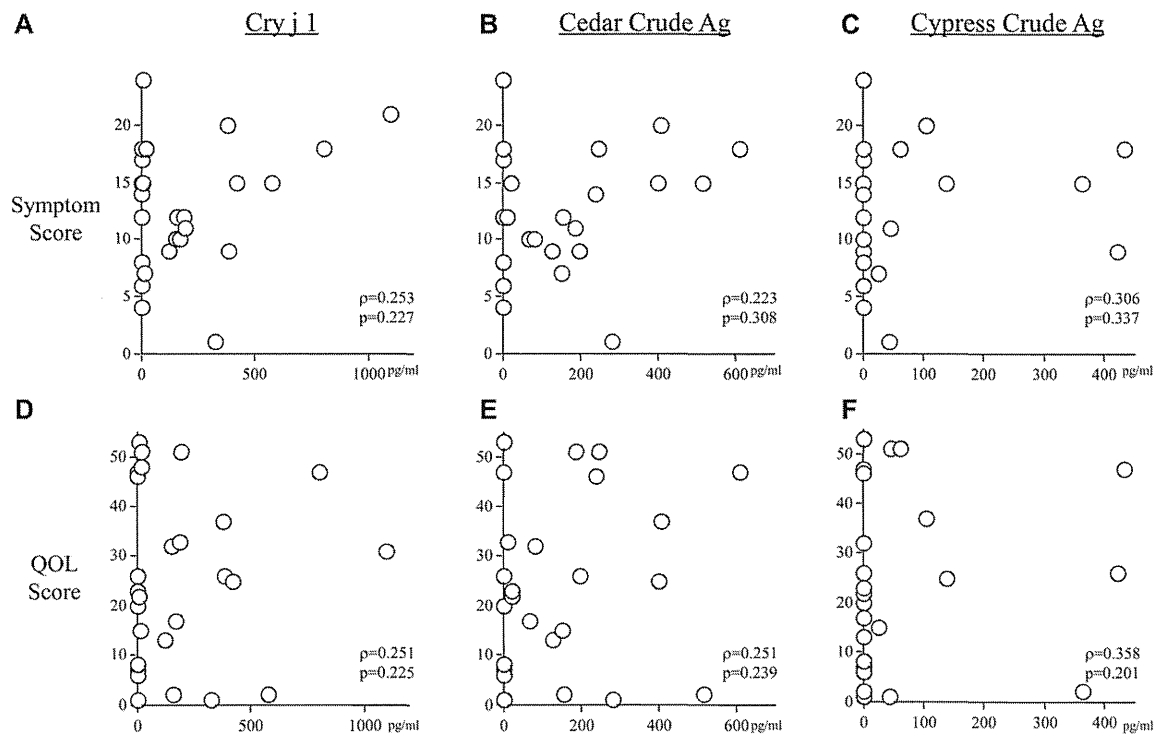 A
Cry j 1
B
Cedar Crude Ag
C
Cypress Crude Ag
Symptom
Score
20
15
10
5
0
ρ=0.253
p=0.227
0
500
1000 pg/ml
20
15
10
5
0
ρ=0.223
p=0.308
0
200
400
600 pg/ml
20
15
10
5
0
ρ=0.306
p=0.337
0
100
200
300
400 pg/ml
D
QOL
Score
50
40
30
20
10
0
ρ=0.251
p=0.225
0
500
1000 pg/ml
E
50
40
30
20
10
0
ρ=0.251
p=0.239
0
200
400
600 pg/ml
F
50
40
30
20
10
0
ρ=0.358
p=0.201
0
100
200
300
400 pg/ml